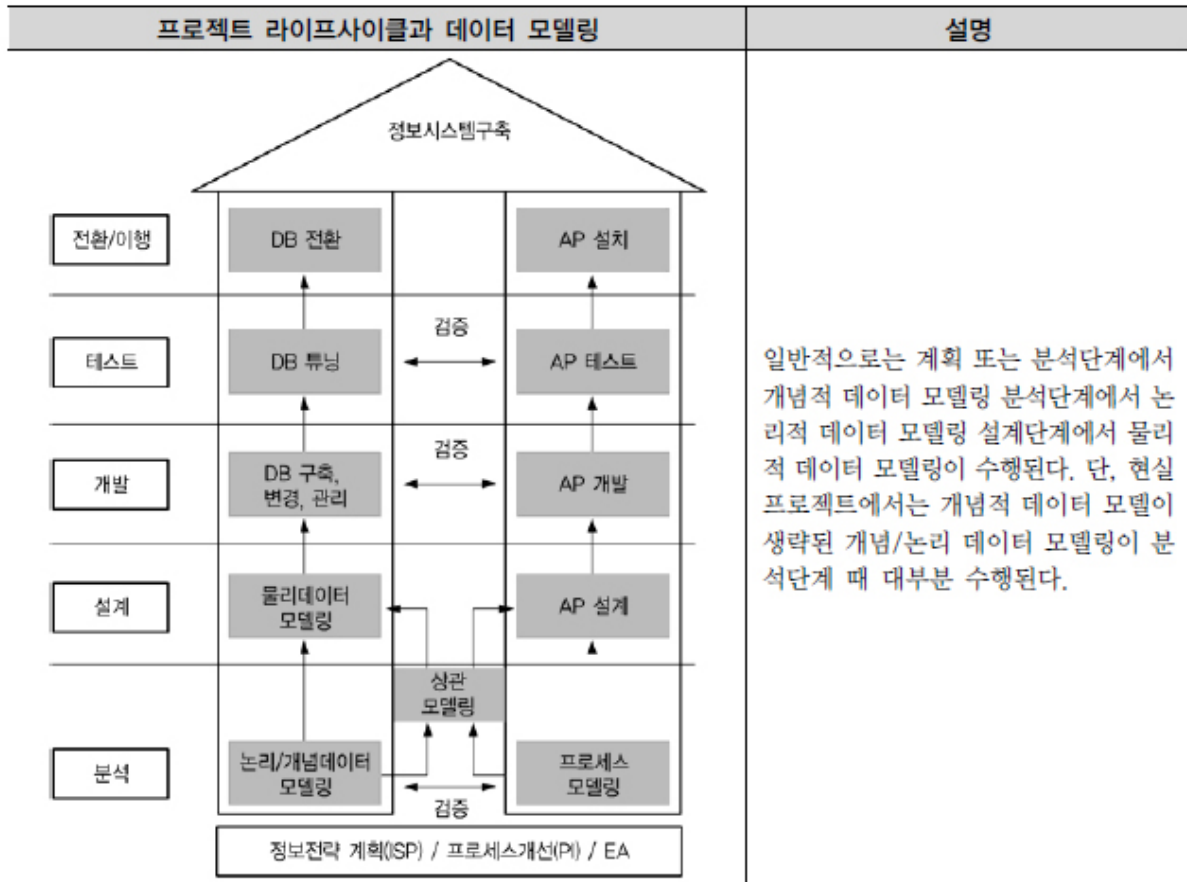 프로젝트 라이프사이클과 데이터 모델링
설명
정보시스템구축
전환/이행
DB 전환
AP 설치
테스트
DB 튜닝
검증
AP 테스트
개발
DB 구축,
변경, 관리
검증
AP 개발
설계
물리데이터
모델링
AP 설계
상관
모델링
분석
논리/개념데이터
모델링
프로세스
모델링
검증
정보전략 계획(ISP) / 프로세스개선(PI) / EA
일반적으로는 계획 또는 분석단계에서
개념적 데이터 모델링 분석단계에서 논
리적 데이터 모델링 설계단계에서 물리
적 데이터 모델링이 수행된다. 단, 현실
프로젝트에서는 개념적 데이터 모델이
생략된 개념/논리 데이터 모델링이 분
석단계 때 대부분 수행된다.